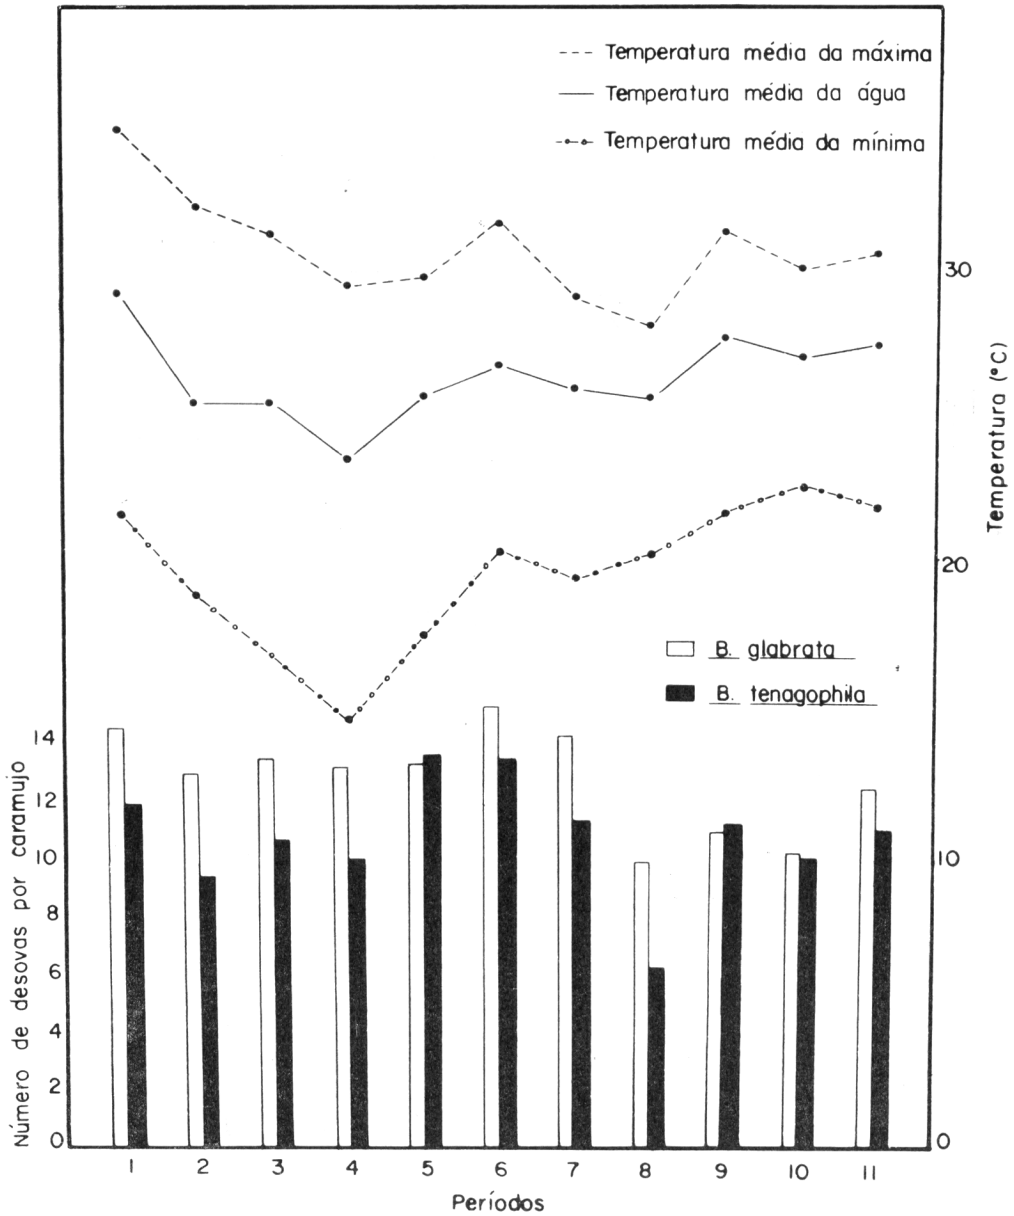 Temperatura média da máxima
Temperatura média da água
Temperatura média da mínima
30
20
10
0
Temperatura (°C)
B. glabrata
B. tenagophila
14
12
10
8
6
4
2
0
Número de desovas por caramujo
1 2 3 4 5 6 7 8 9 10 11
Períodos